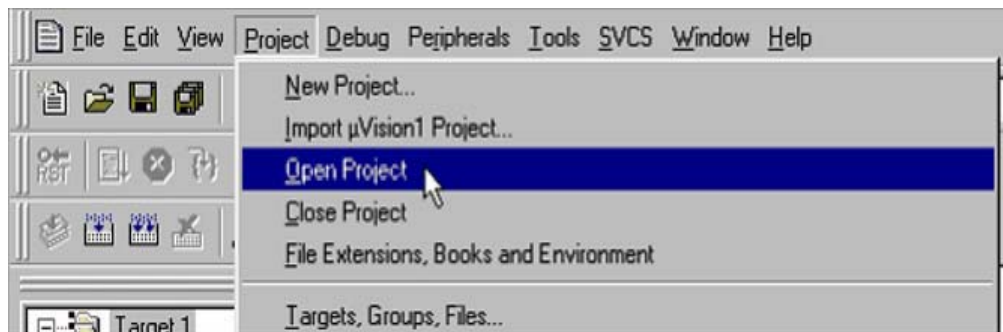 File Edit View Project Debug Peripherals Tools SVCS Window Help
New Project...
Import µVision1 Project...
RST
Open Project
Close Project
File Extensions, Books and Environment
Target 1
Targets, Groups, Files...